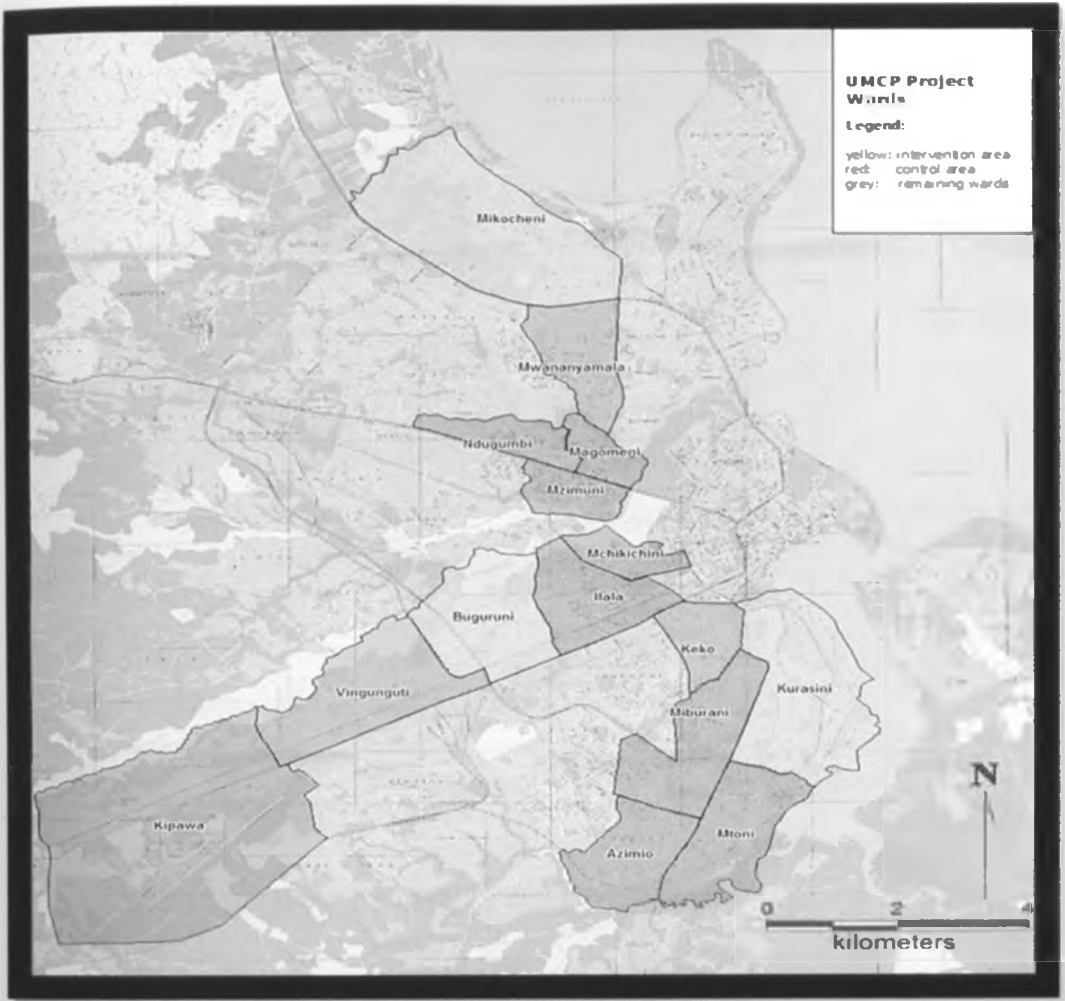 UMCP Project
Wards
Legend:
yellow: intervention area
red: control area
grey: remaining wards
Mikocheni
Mwananyamala
Ndugumbi
Magomeni
Mzimuni
Mchikichini
Ilala
Buguruni
Keko
Kurasini
Vingunguti
Miburani
N
Kipawa
Mtoni
Azimio
0 2 4
kilometers